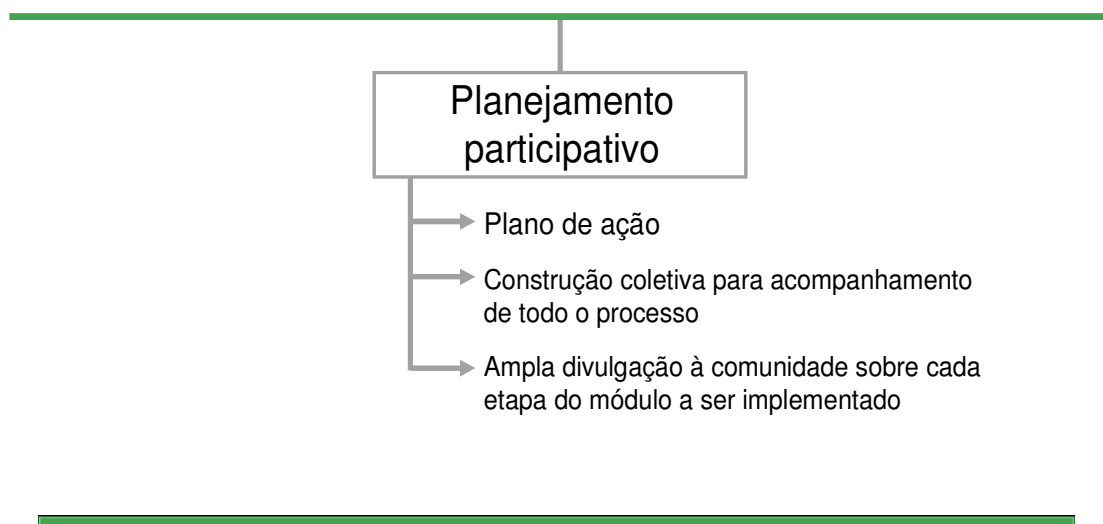 Planejamento
participativo
Plano de ação
Construção coletiva para acompanhamento
de todo o processo
Ampla divulgação à comunidade sobre cada
etapa do módulo a ser implementado